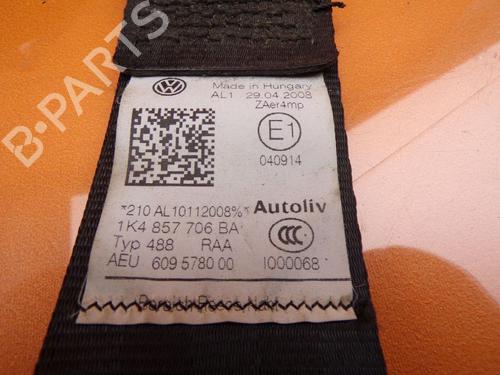 Made in Hungary
AL1 29.04.2008
ZAer4mp
E1
040914
*210 AL10112008%*
Autoliv
1K4 857 706 BA
Typ 488 RAA
CCC
AEU 609 5780 00 I000068
B-Parts